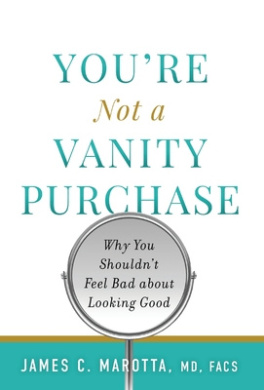 YOU'RE
Not a
VANITY
PURCHASE
Why You
Shouldn't
Feel Bad about
Looking Good
JAMES C. MAROTTA, MD, FACS